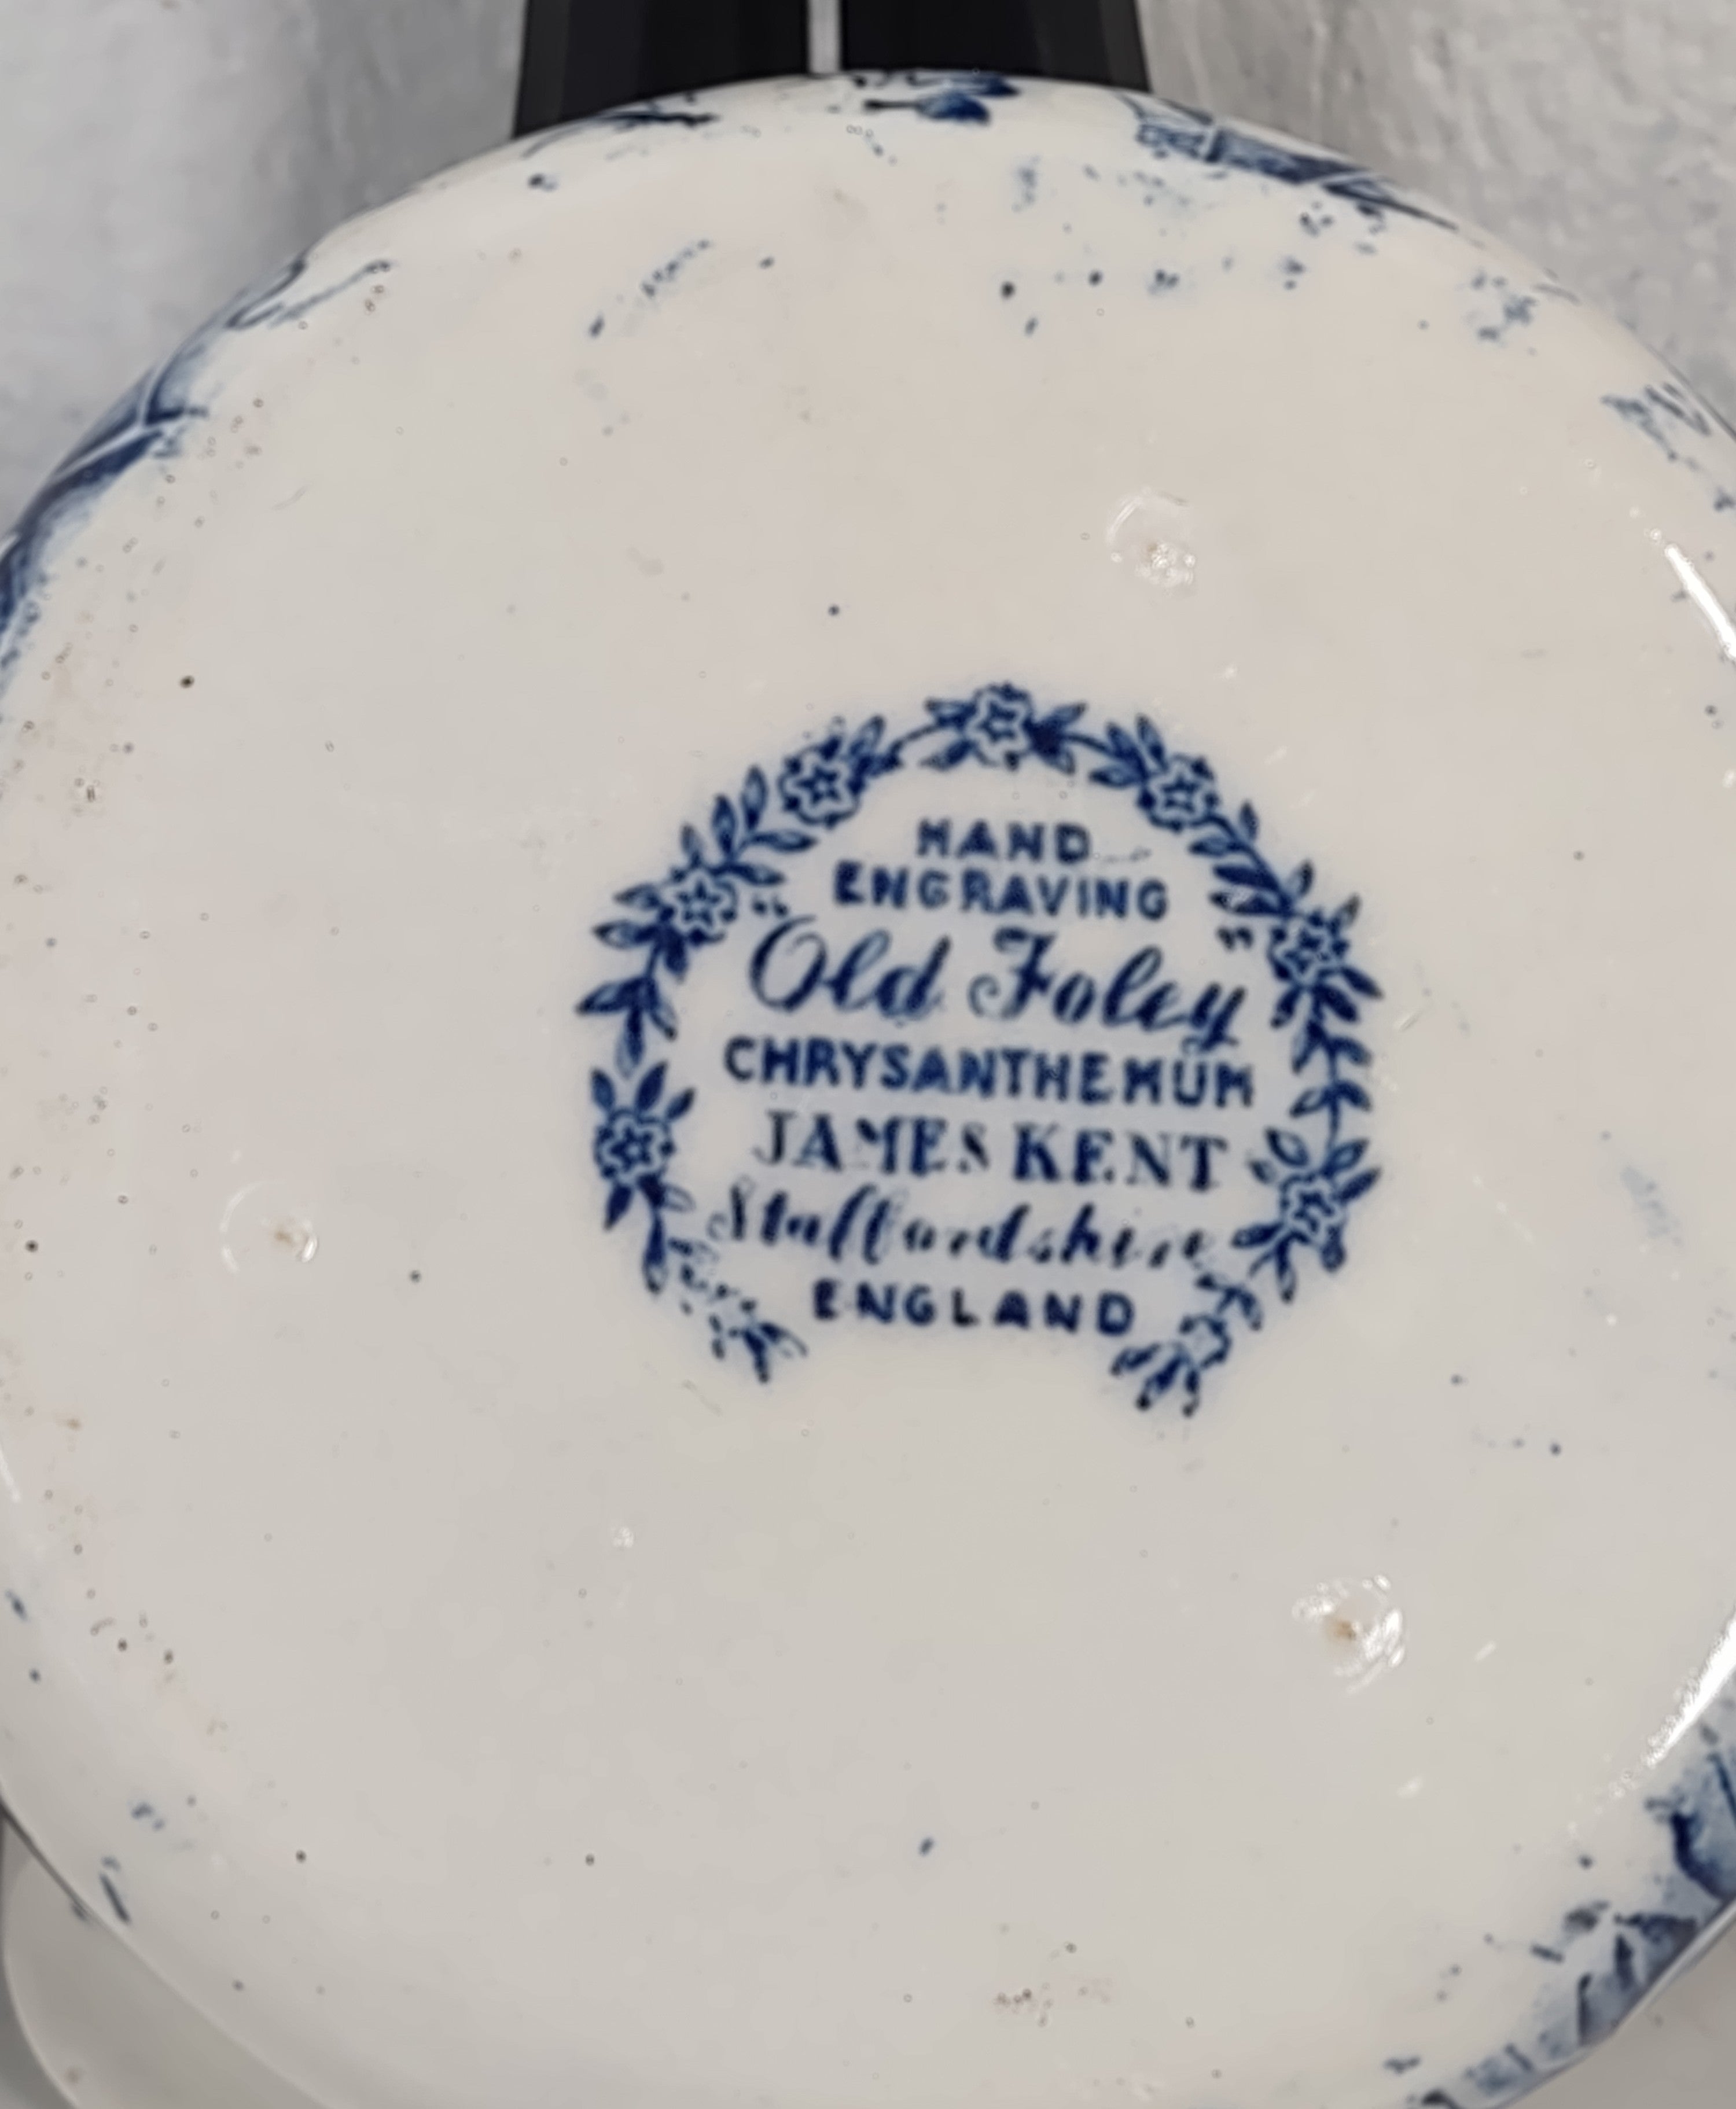 HAND
ENGRAVING
"Old Foley"
CHRYSANTHEMUM
JAMES KENT
Staffordshire
ENGLAND